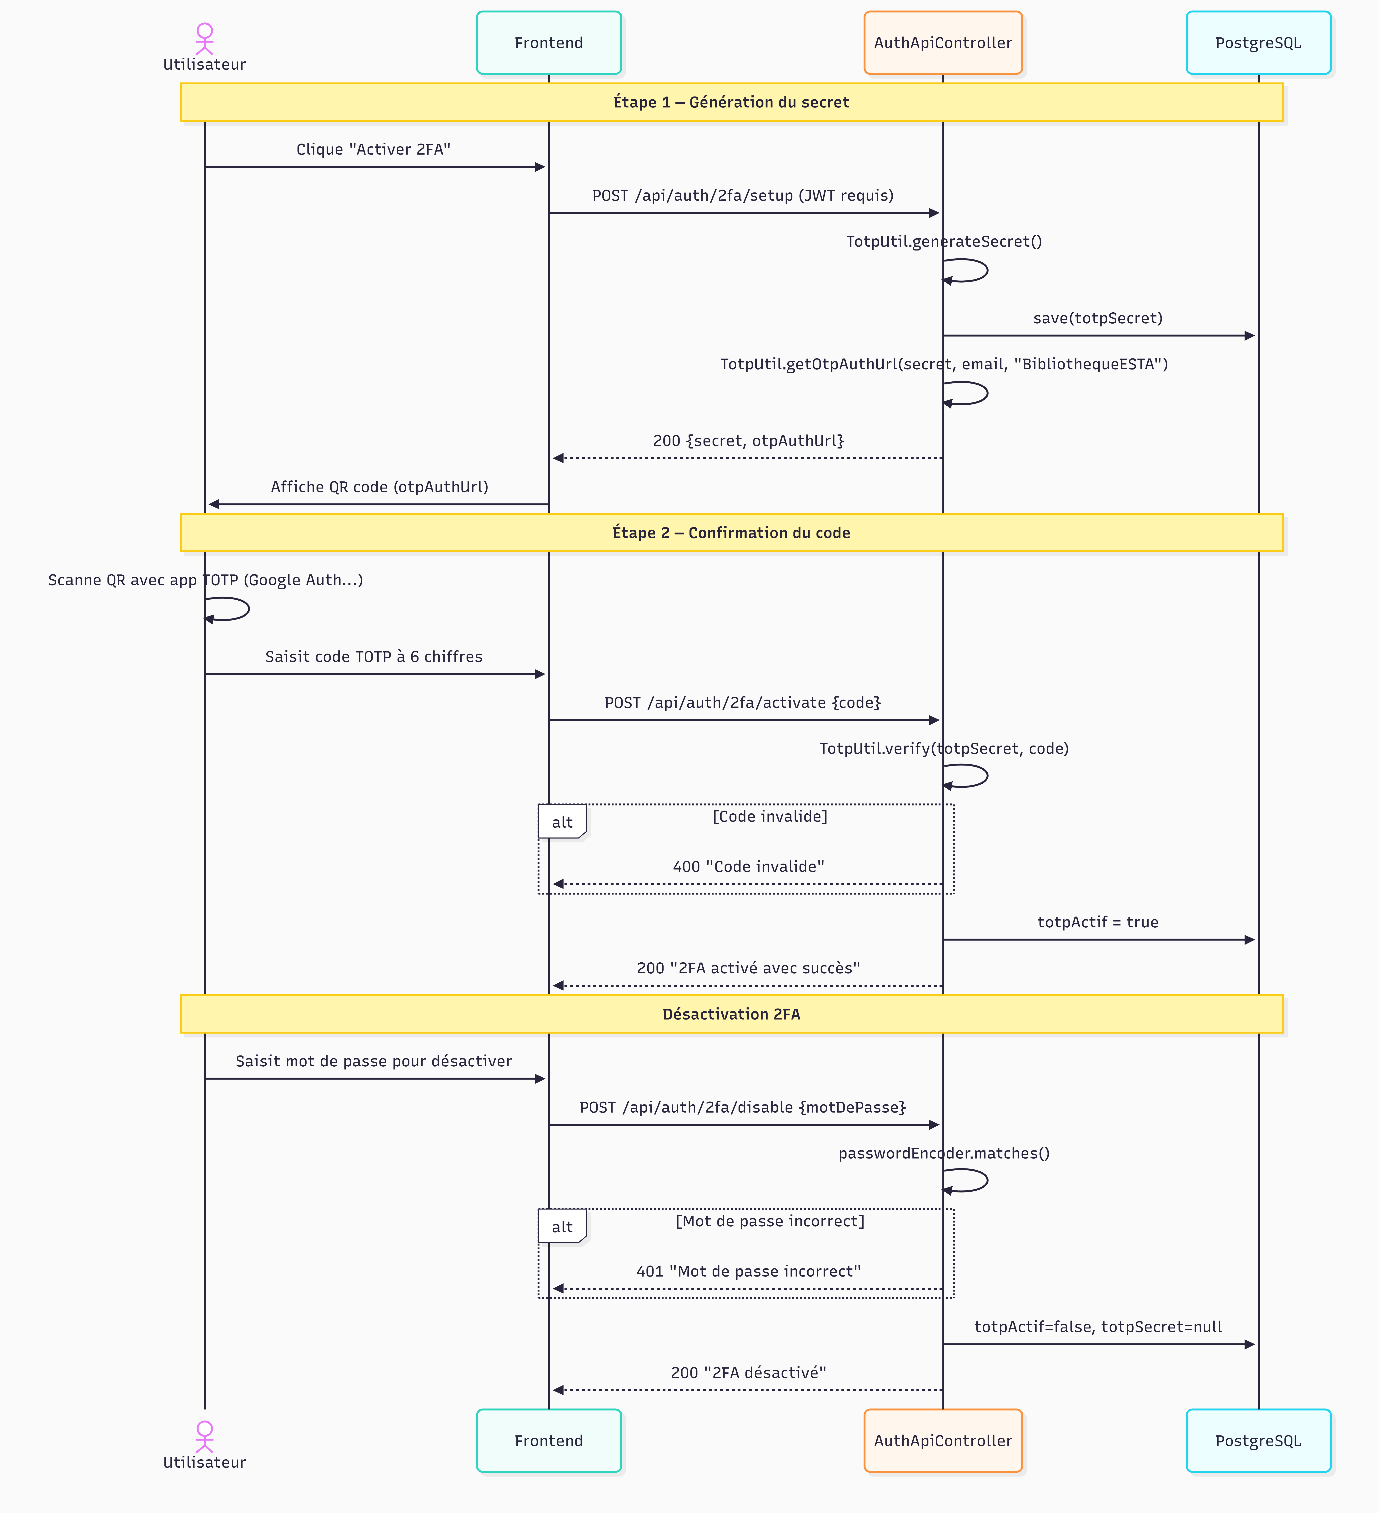 Utilisateur
Frontend
AuthApiController
PostgreSQL
Étape 1 – Génération du secret
Clique "Activer 2FA"
POST /api/auth/2fa/setup (JWT requis)
TotpUtil.generateSecret()
save(totpSecret)
TotpUtil.getOtpAuthUrl(secret, email, "BibliothequeESTA")
200 {secret, otpAuthUrl}
Affiche QR code (otpAuthUrl)
Étape 2 – Confirmation du code
Scanne QR avec app TOTP (Google Auth...)
Saisit code TOTP à 6 chiffres
POST /api/auth/2fa/activate {code}
TotpUtil.verify(totpSecret, code)
alt
[Code invalide]
400 "Code invalide"
totpActif = true
200 "2FA activé avec succès"
Désactivation 2FA
Saisit mot de passe pour désactiver
POST /api/auth/2fa/disable {motDePasse}
passwordEncoder.matches()
alt
[Mot de passe incorrect]
401 "Mot de passe incorrect"
totpActif=false, totpSecret=null
200 "2FA désactivé"
Utilisateur
Frontend
AuthApiController
PostgreSQL